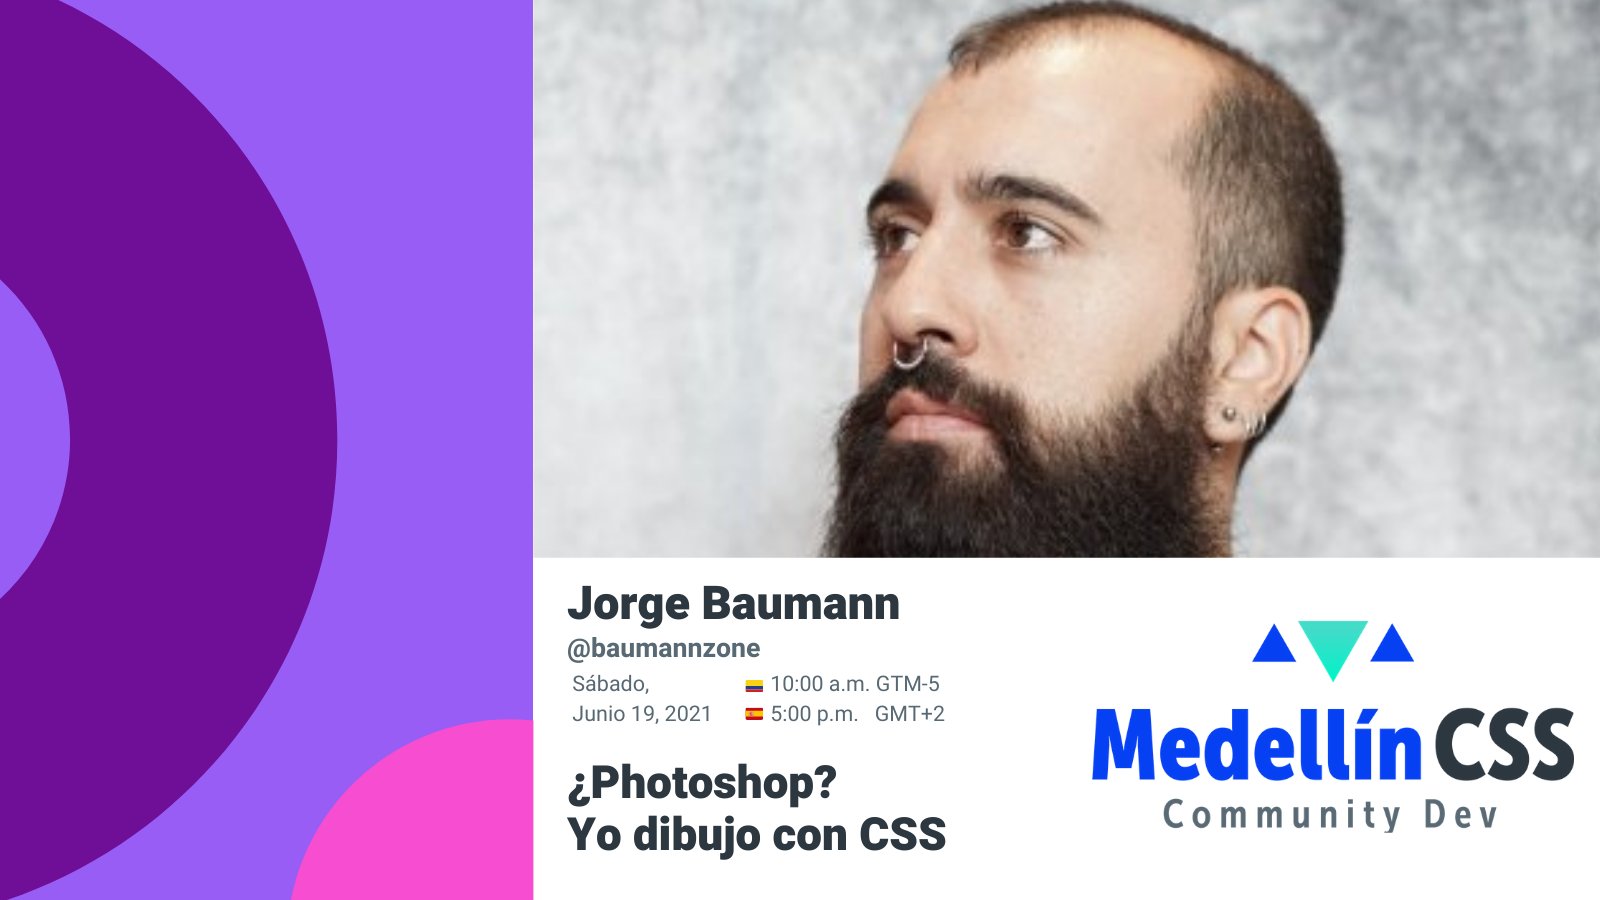 Jorge Baumann
@baumannzone
Sábado,
Junio 19, 2021
10:00 a.m. GTM-5
5:00 p.m. GMT+2
¿Photoshop?
Yo dibujo con CSS
Medellín CSS
Community Dev